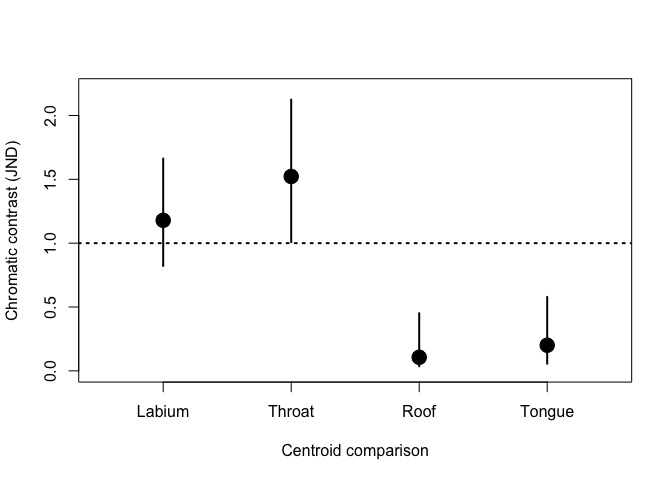 Chromatic contrast (JND)
2.0
1.5
1.0
0.5
0.0
Labium Throat Roof Tongue
Centroid comparison